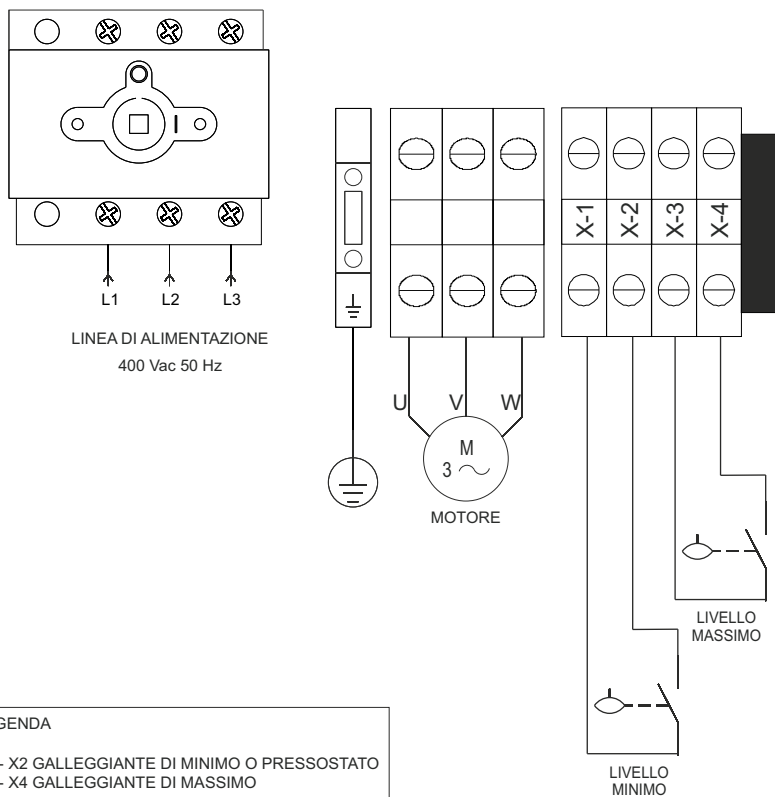 L1 L2 L3
LINEA DI ALIMENTAZIONE
400 Vac 50 Hz
X-1 X-2 X-3 X-4
U V W
M
3
MOTORE
LIVELLO
MASSIMO
LIVELLO
MINIMO
GENDA
- X2 GALLEGGIANTE DI MINIMO O PRESSOSTATO
- X4 GALLEGGIANTE DI MASSIMO